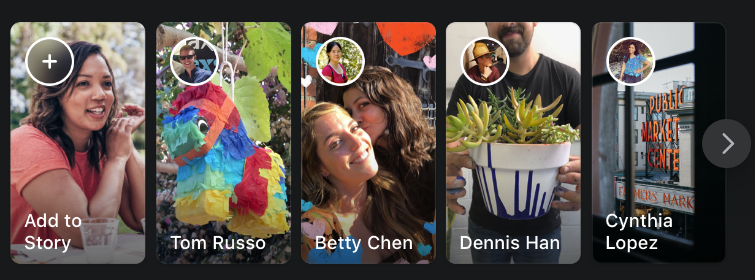 Add to
Story
Tom Russo
Betty Chen
Dennis Han
Cynthia
Lopez
PUBLIC
MARKET
CENTER
FARMERS MARK